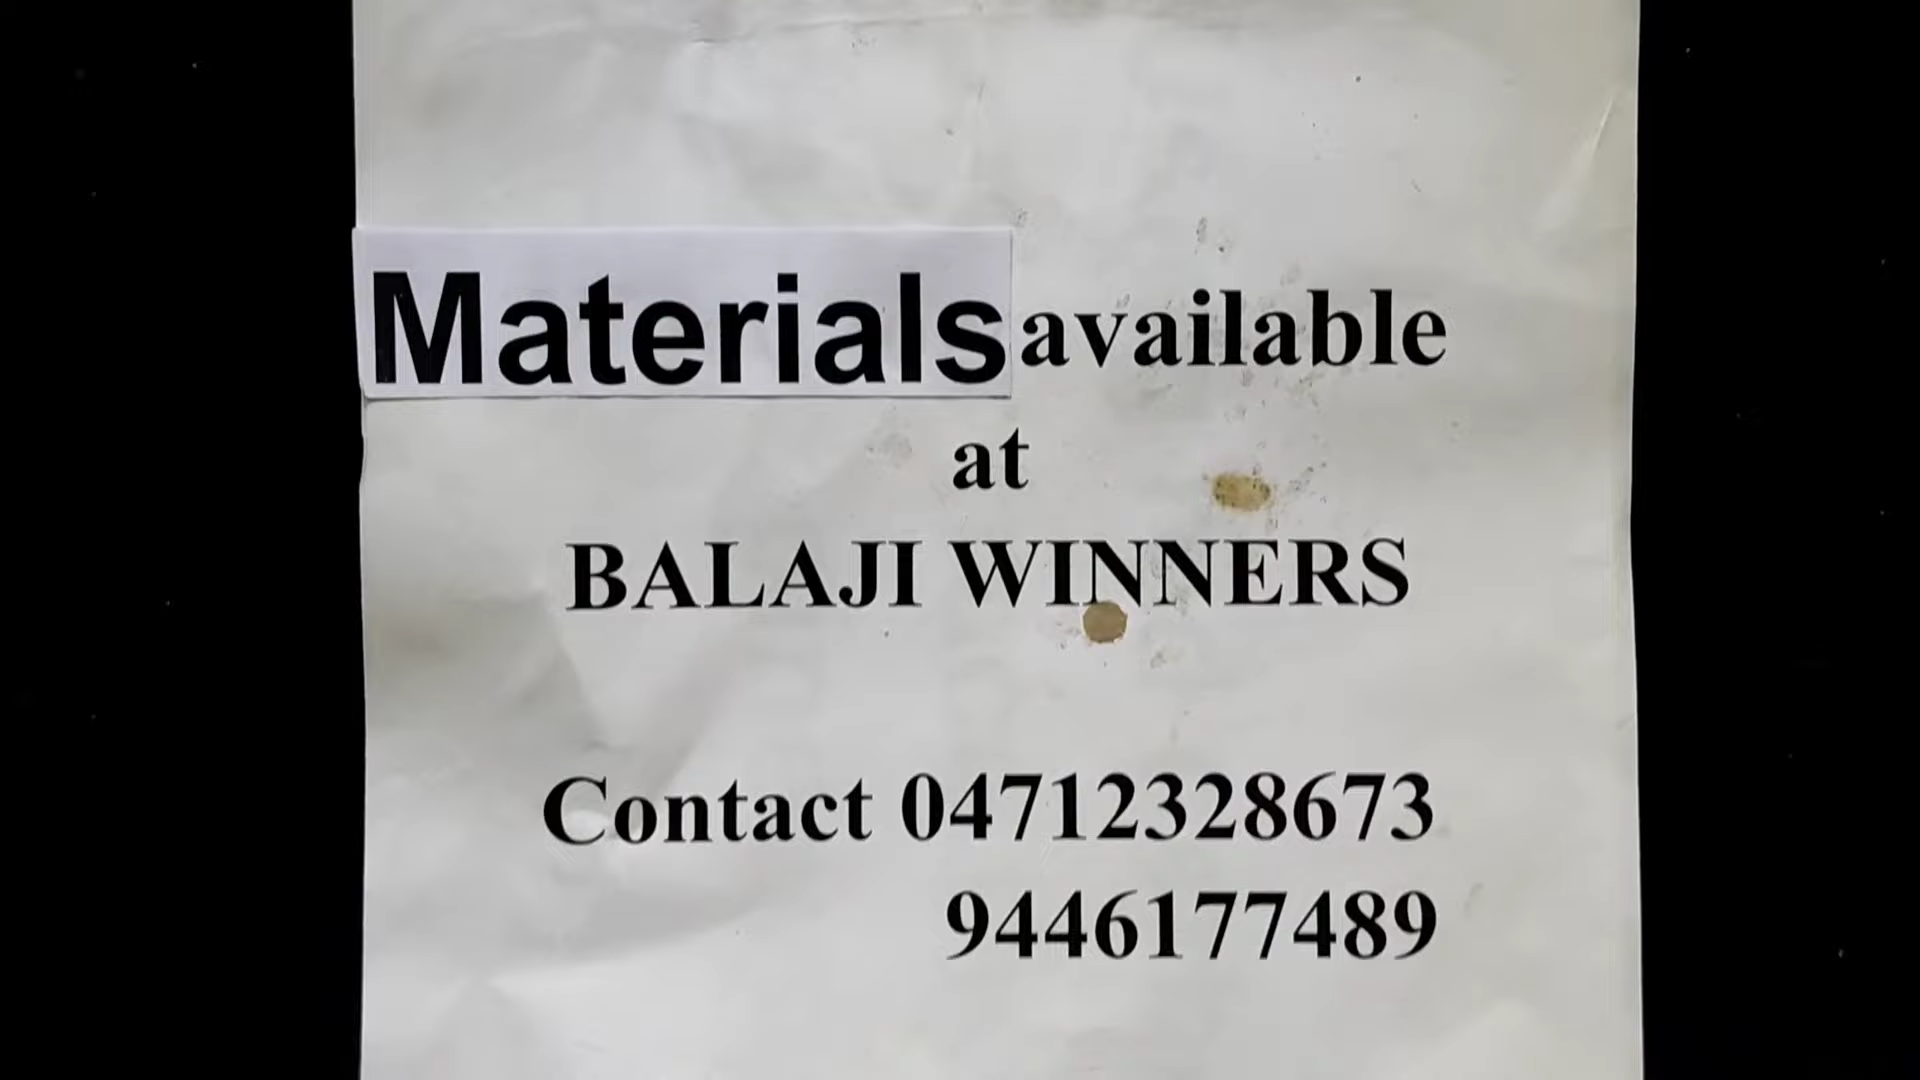 Materials available
at
BALAJI WINNERS
Contact 04712328673
9446177489